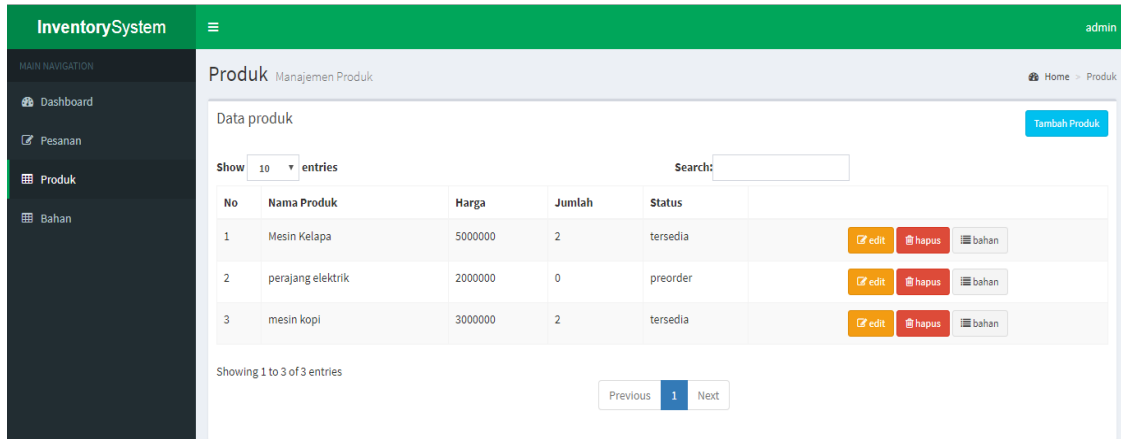 InventorySystem
admin
MAIN NAVIGATION
Dashboard
Pesanan
Produk
Bahan
Produk Manajemen Produk
Home > Produk
Data produk
Tambah Produk
Show 10 entries
Search:
No Nama Produk Harga Jumlah Status
1 Mesin Kelapa 5000000 2 tersedia edit hapus bahan
2 perajang elektrik 2000000 0 preorder edit hapus bahan
3 mesin kopi 3000000 2 tersedia edit hapus bahan
Showing 1 to 3 of 3 entries
Previous 1 Next